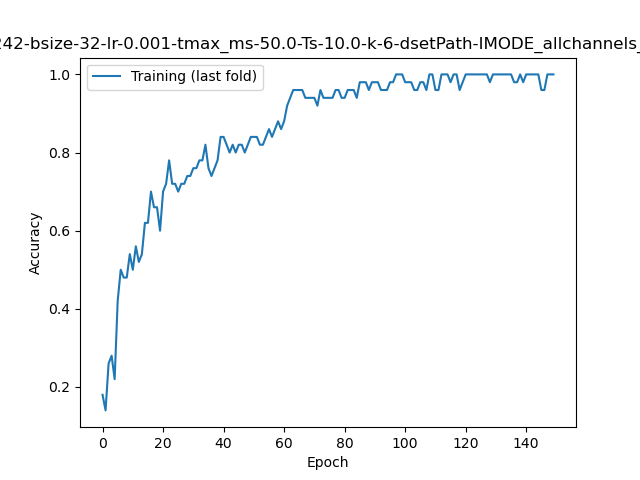 242-bsize-32-lr-0.001-tmax_ms-50.0-Ts-10.0-k-6-dsetPath-IMODE_allchannels_
Training (last fold)
1.0
0.8
0.6
0.4
0.2
Accuracy
0 20 40 60 80 100 120 140
Epoch